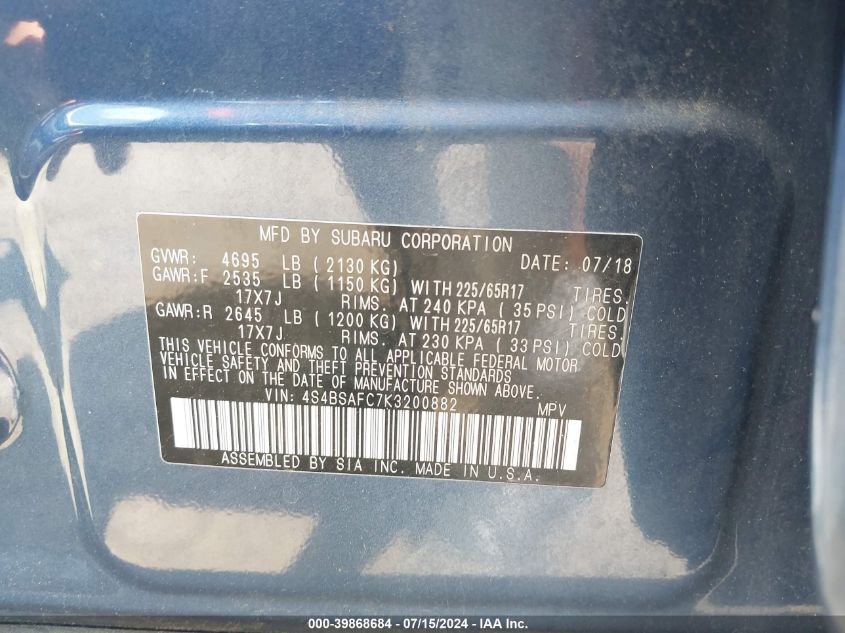 MFD BY SUBARU CORPORATION DATE: 07/18
GVWR: 4695 LB ( 2130 KG)
GAWR:F 2535 LB ( 1150 KG) WITH 225/65R17 TIRES.
17X7J RIMS. AT 240 KPA ( 35 PSI) COLD
GAWR:R 2645 LB ( 1200 KG) WITH 225/65R17 TIRES.
17X7J RIMS. AT 230 KPA ( 33 PSI) COLD
THIS VEHICLE CONFORMS TO ALL APPLICABLE FEDERAL MOTOR
VEHICLE SAFETY AND THEFT PREVENTION STANDARDS
IN EFFECT ON THE DATE OF MANUFACTURE SHOWN ABOVE.
VIN: 4S4BSAFC7K3200882 MPV
ASSEMBLED BY SIA INC. MADE IN U.S.A.
000-39868684 - 07/15/2024 - IAA Inc.